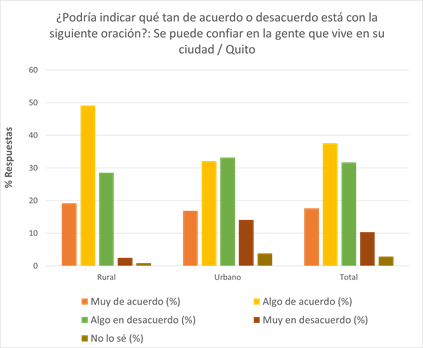 ¿Podría indicar qué tan de acuerdo o desacuerdo está con la
siguiente oración?: Se puede confiar en la gente que vive en su
ciudad / Quito
% Respuestas
60
50
40
30
20
10
0
Rural Urbano Total
Muy de acuerdo (%) Algo de acuerdo (%)
Algo en desacuerdo (%) Muy en desacuerdo (%)
No lo sé (%)